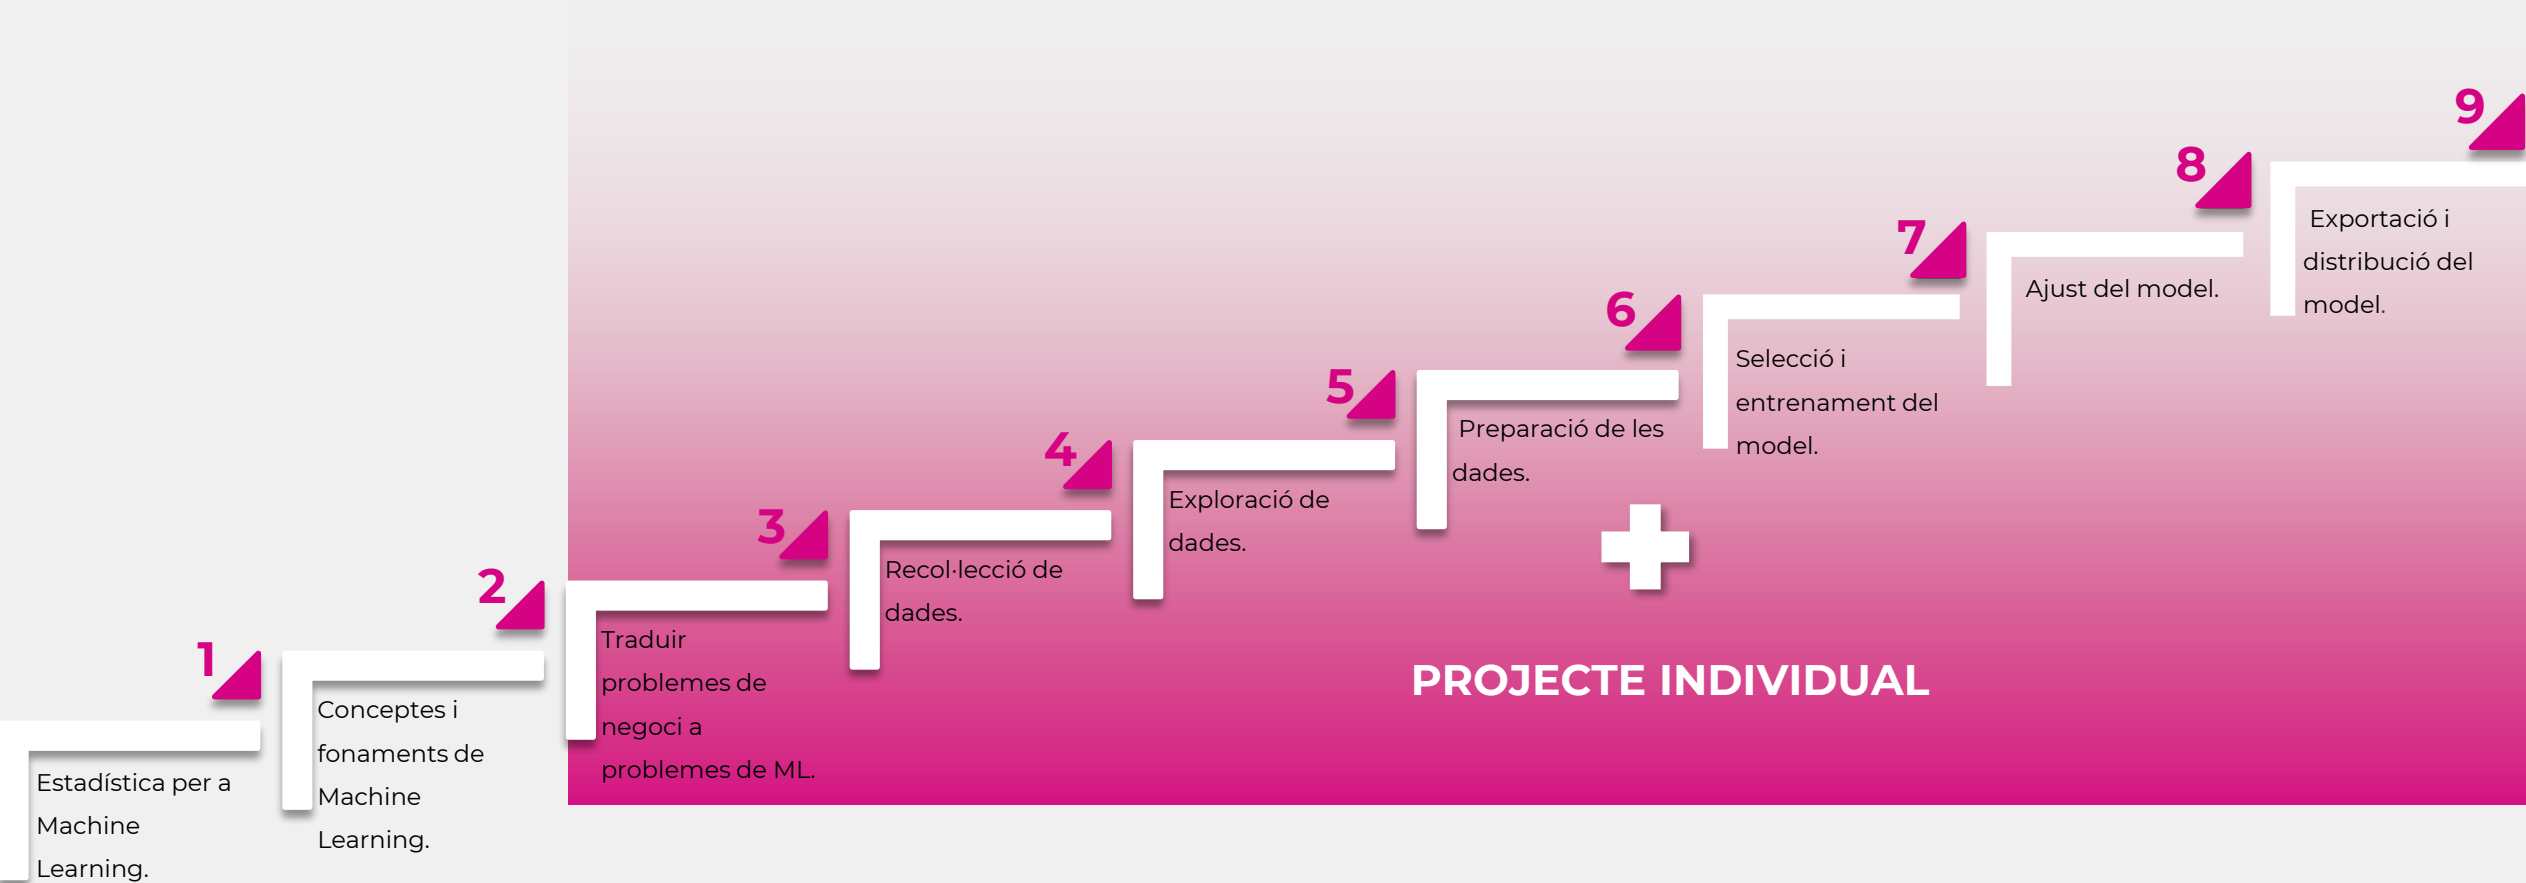 1
Estadística per a
Machine
Learning.
2
Conceptes i
fonaments de
Machine
Learning.
3
Traduir
problemes de
negoci a
problemes de ML.
4
Recol·lecció de
dades.
5
Exploració de
dades.
6
Preparació de les
dades.
7
Selecció i
entrenament del
model.
8
Ajust del model.
9
Exportació i
distribució del
model.
PROJECTE INDIVIDUAL